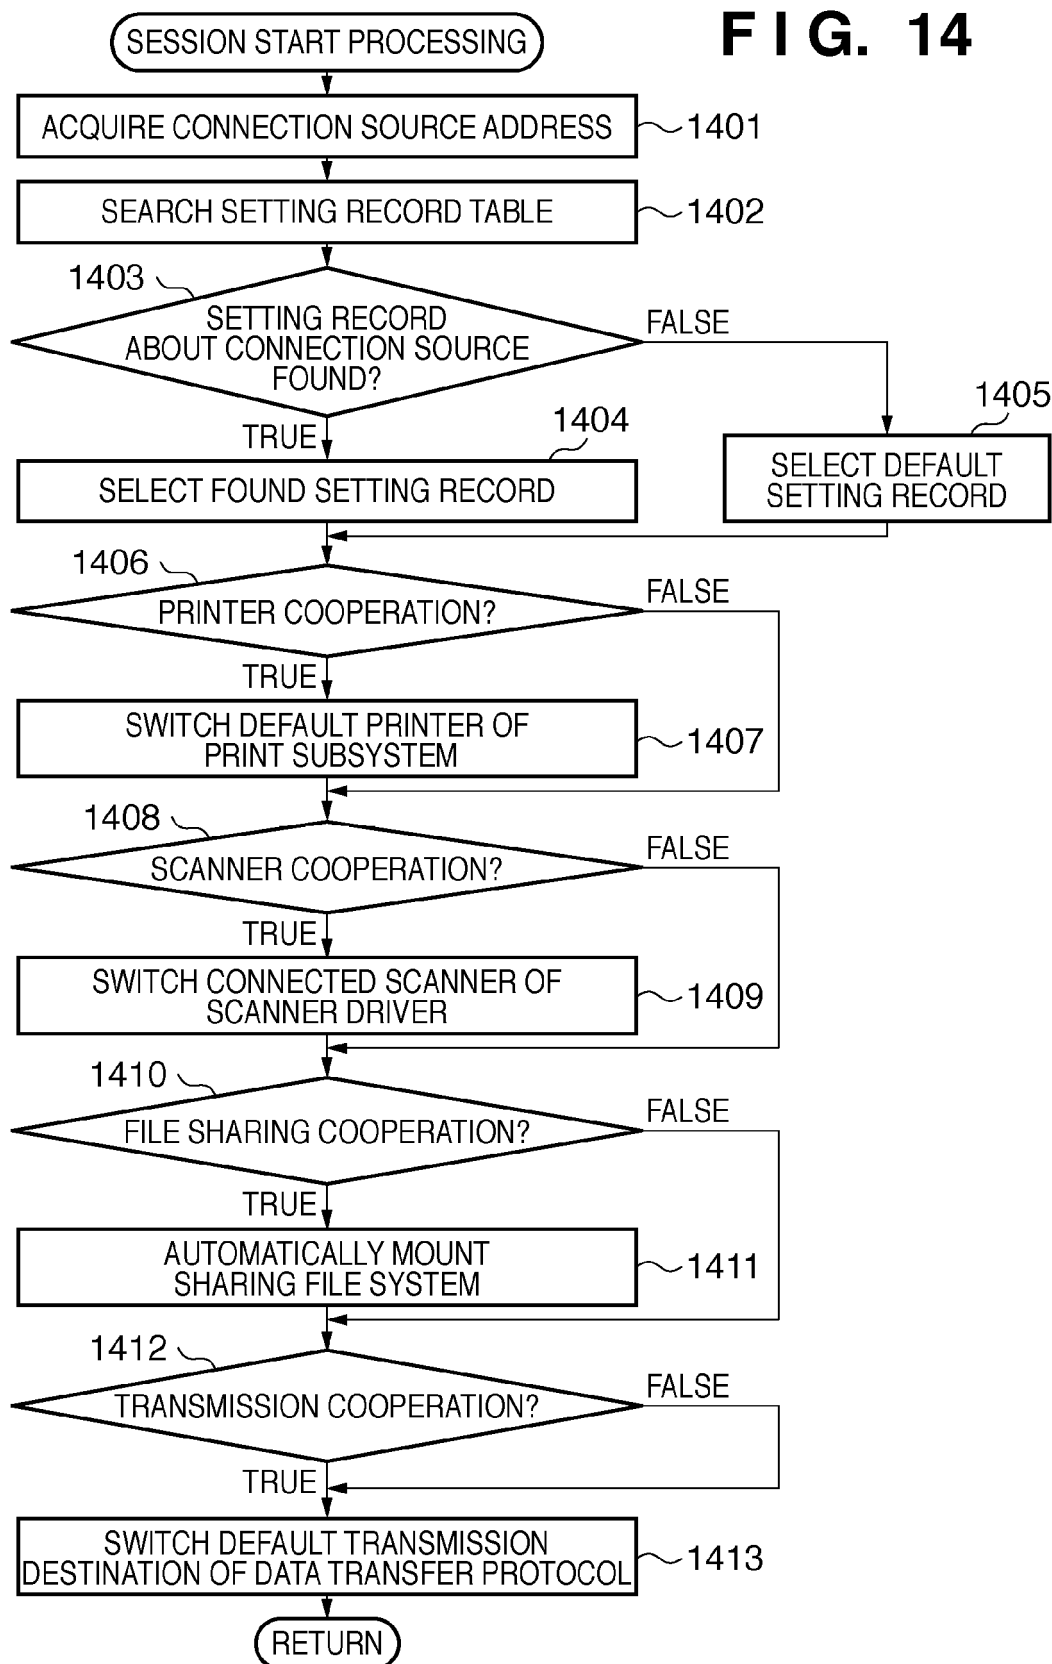 FIG. 14
SESSION START PROCESSING
ACQUIRE CONNECTION SOURCE ADDRESS
1401
SEARCH SETTING RECORD TABLE
1402
1403
SETTING RECORD
ABOUT CONNECTION SOURCE
FOUND?
FALSE
TRUE
1404
SELECT FOUND SETTING RECORD
1405
SELECT DEFAULT
SETTING RECORD
1406
PRINTER COOPERATION?
FALSE
TRUE
SWITCH DEFAULT PRINTER OF
PRINT SUBSYSTEM
1407
1408
SCANNER COOPERATION?
FALSE
TRUE
SWITCH CONNECTED SCANNER OF
SCANNER DRIVER
1409
1410
FILE SHARING COOPERATION?
FALSE
TRUE
AUTOMATICALLY MOUNT
SHARING FILE SYSTEM
1411
1412
TRANSMISSION COOPERATION?
FALSE
TRUE
SWITCH DEFAULT TRANSMISSION
DESTINATION OF DATA TRANSFER PROTOCOL
1413
RETURN